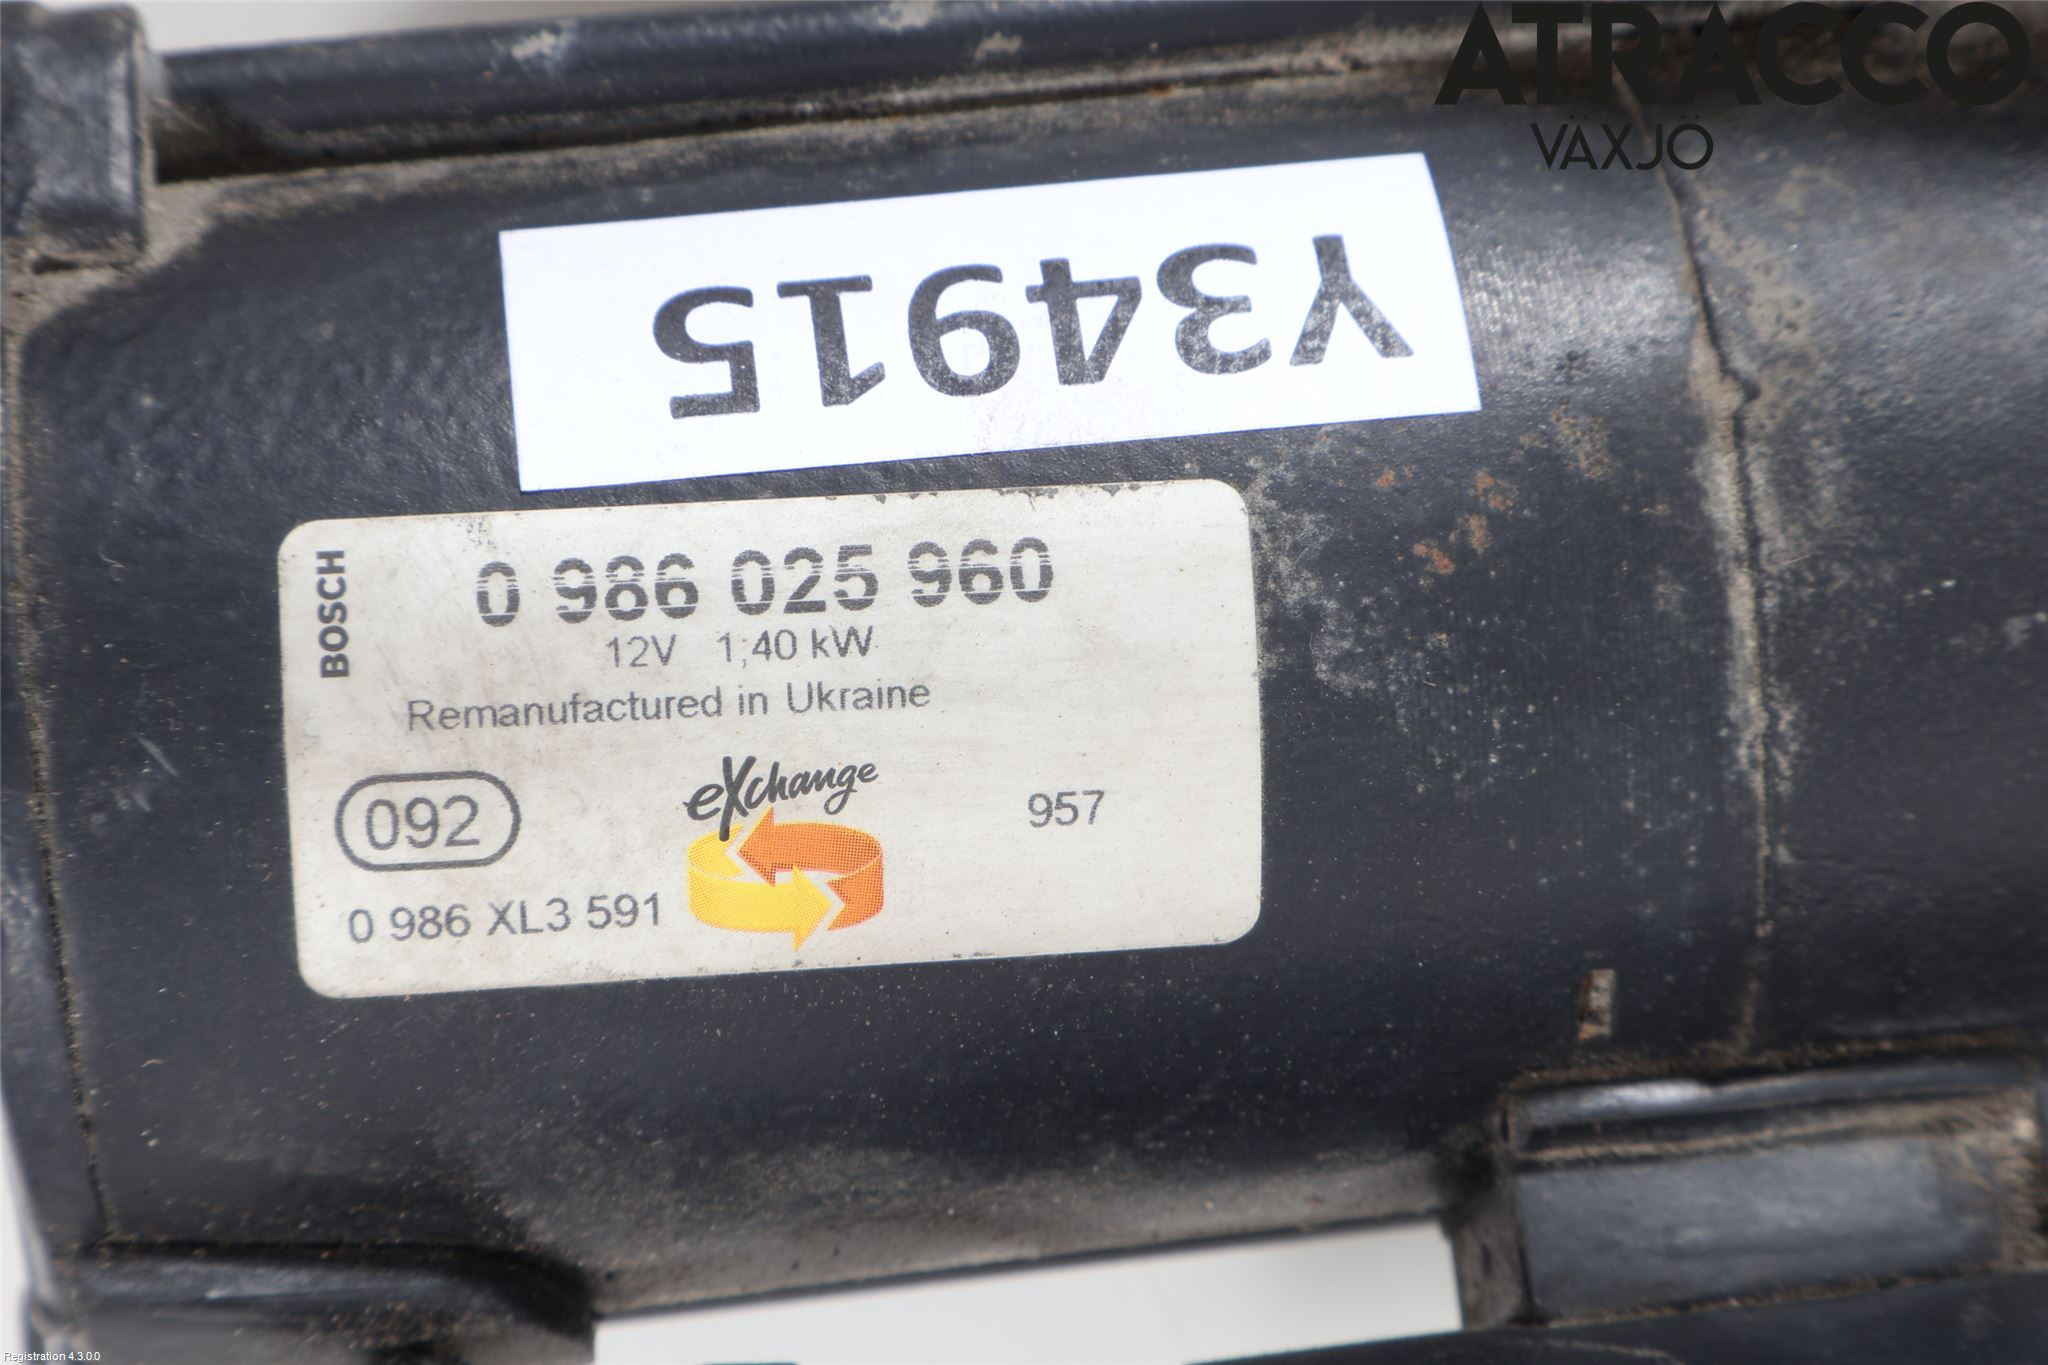 ATRACCO
VÄXJÖ
Y34915
BOSCH
0 986 025 960
12V 1,40 kW
Remanufactured in Ukraine
eXchange
092
957
0 986 XL3 591
Registration 4.3.0.0